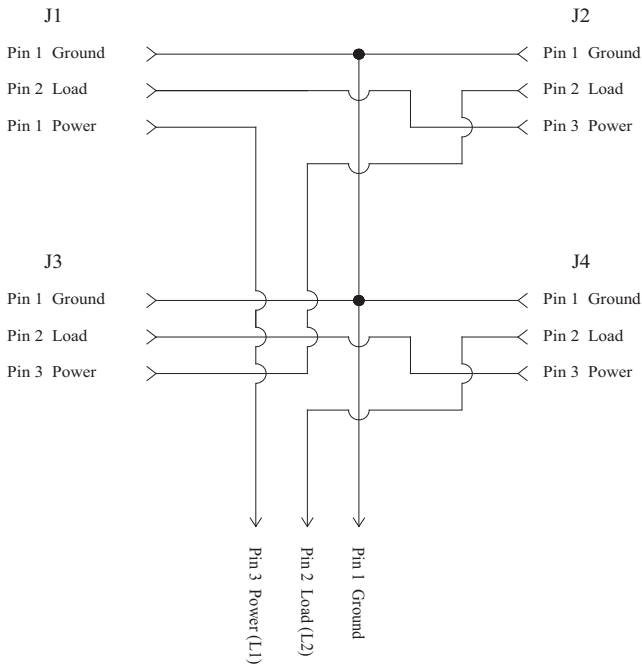 J1
J2
Pin 1 Ground
Pin 1 Ground
Pin 2 Load
Pin 2 Load
Pin 1 Power
Pin 3 Power
J3
J4
Pin 1 Ground
Pin 1 Ground
Pin 2 Load
Pin 2 Load
Pin 3 Power
Pin 3 Power
Pin 3 Power (L1)
Pin 2 Load (L2)
Pin 1 Ground